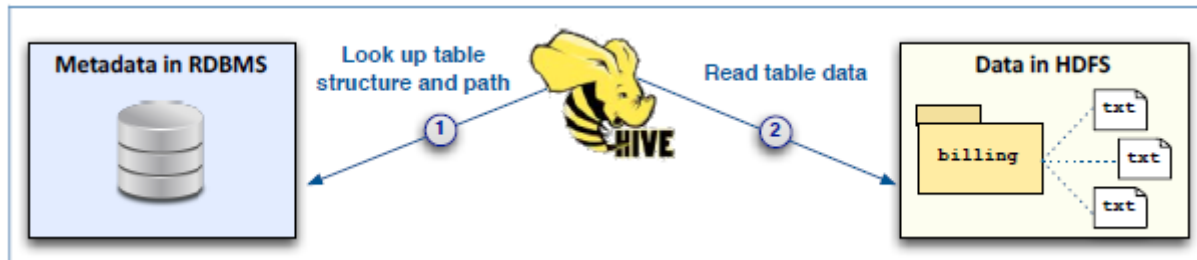 Metadata in RDBMS
Look up table
structure and path
1
HIVE
Read table data
2
Data in HDFS
billing
txt
txt
txt